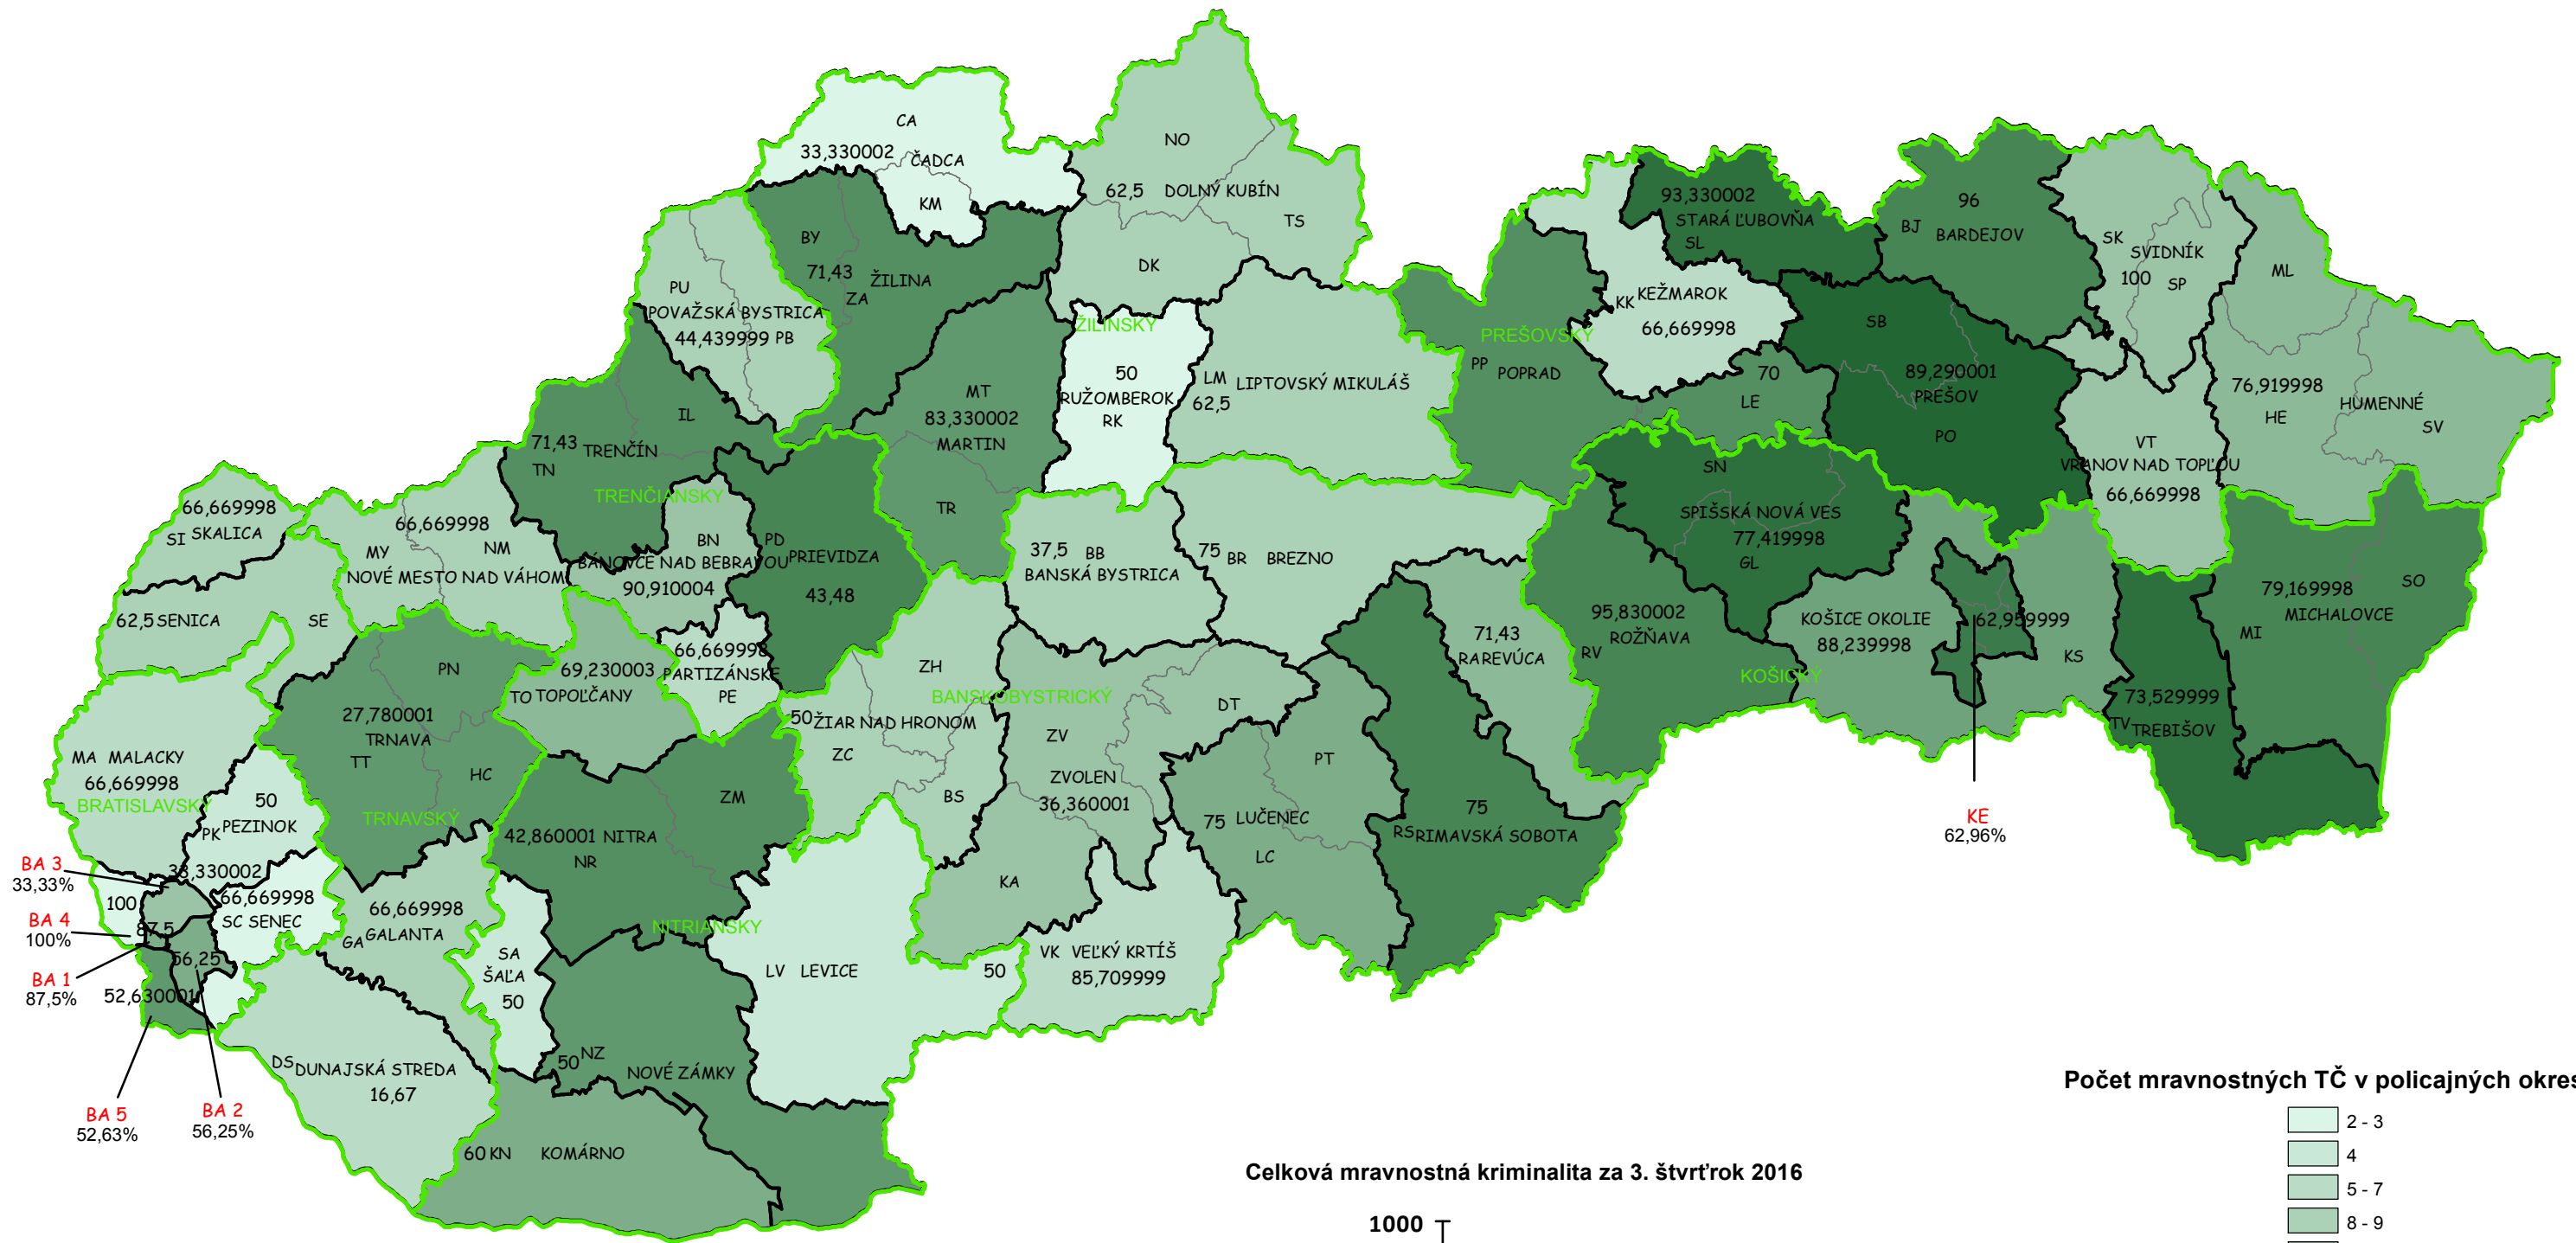 CA
33,330002
ČADCA
KM
NO
62,5 DOLNÝ KUBÍN
TS
DK
BY
71,43
ŽILINA
ZA
PU
POVAŽSKÁ BYSTRICA
44,439999 PB
ŽILINSKÝ
50
RUŽOMBEROK
RK
LM LIPTOVSKÝ MIKULÁŠ
62,5
MT
83,330002
MARTIN
TR
IL
71,43 TRENČÍN
TN
TRENČIANSKY
93,330002
STARÁ ĽUBOVŇA
SL
96
BJ BARDEJOV
SK SVIDNÍK
100 SP
ML
KK KEŽMAROK
66,669998
PREŠOVSKÝ
PP POPRAD
70
LE
SB
89,290001
PREŠOV
PO
76,919998
HE
HUMENNÉ
SV
VT
VRANOV NAD TOPĽOU
66,669998
66,669998
SI SKALICA
62,5 SENICA
SE
66,669998
MY NM
NOVÉ MESTO NAD VÁHOM
BN
BÁNOVCE NAD BEBRAVOU
90,910004
PD PRIEVIDZA
43,48
66,669998
PARTIZÁNSKE
PE
69,230003
TO TOPOĽČANY
37,5 BB
BANSKÁ BYSTRICA
75 BR BREZNO
SN
SPIŠSKÁ NOVÁ VES
77,419998
GL
95,830002
ROŽŇAVA
RV
71,43
RA REVÚCA
KOŠICE OKOLIE
88,239998
62,959999
KS
KOŠICKÝ
79,169998
MICHALOVCE
MI
SO
73,529999
TV TREBIŠOV
KE
62,96%
PN
27,780001
TRNAVA
TT
HC
TRNAVSKÝ
ZH
BANSKOBYSTRICKÝ
50 ŽIAR NAD HRONOM
ZC
BS
DT
ZV
ZVOLEN
36,360001
KA
PT
75 LUČENEC
LC
75
RS RIMAVSKÁ SOBOTA
MA MALACKY
66,669998
BRATISLAVSKÝ
50
PK PEZINOK
33,330002
BA 3
33,33%
100
BA 4
100%
87,5
BA 1
87,5%
56,25
52,630001
BA 5
52,63%
BA 2
56,25%
66,669998
SC SENEC
66,669998
GA GALANTA
42,860001 NITRA
NR
ZM
NITRIANSKY
SA
ŠAĽA
50
LV LEVICE
50
VK VEĽKÝ KRTÍŠ
85,709999
DS DUNAJSKÁ STREDA
16,67
50 NZ
NOVÉ ZÁMKY
60 KN KOMÁRNO
Celková mravnostná kriminalita za 3. štvrťrok 2016
1000
Počet mravnostných TČ v policajných okres
2 - 3
4
5 - 7
8 - 9